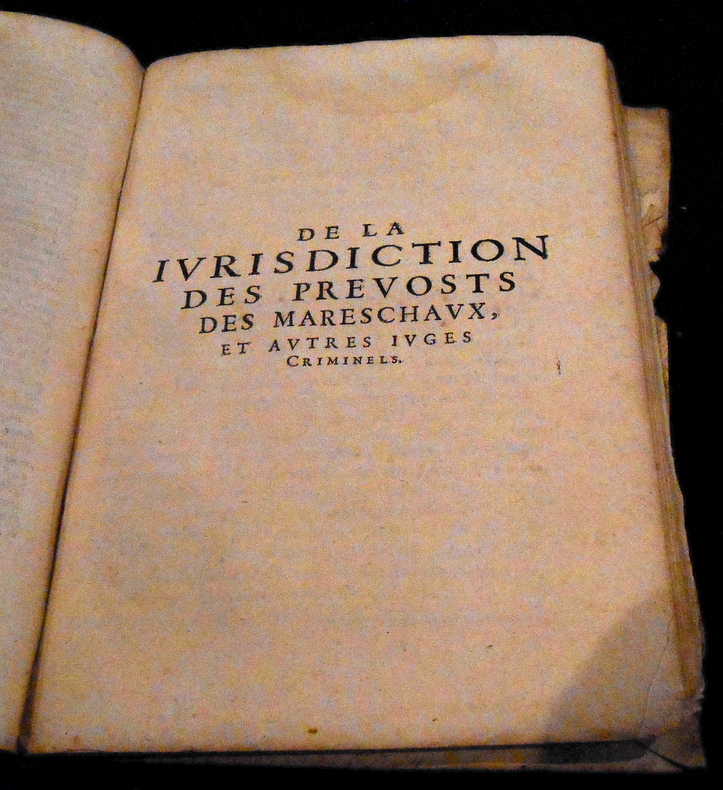 DE LA
IVRISDICTION
DES PREVOSTS
DES MARESCHAVX,
ET AVTRES IVGES
CRIMINELS.